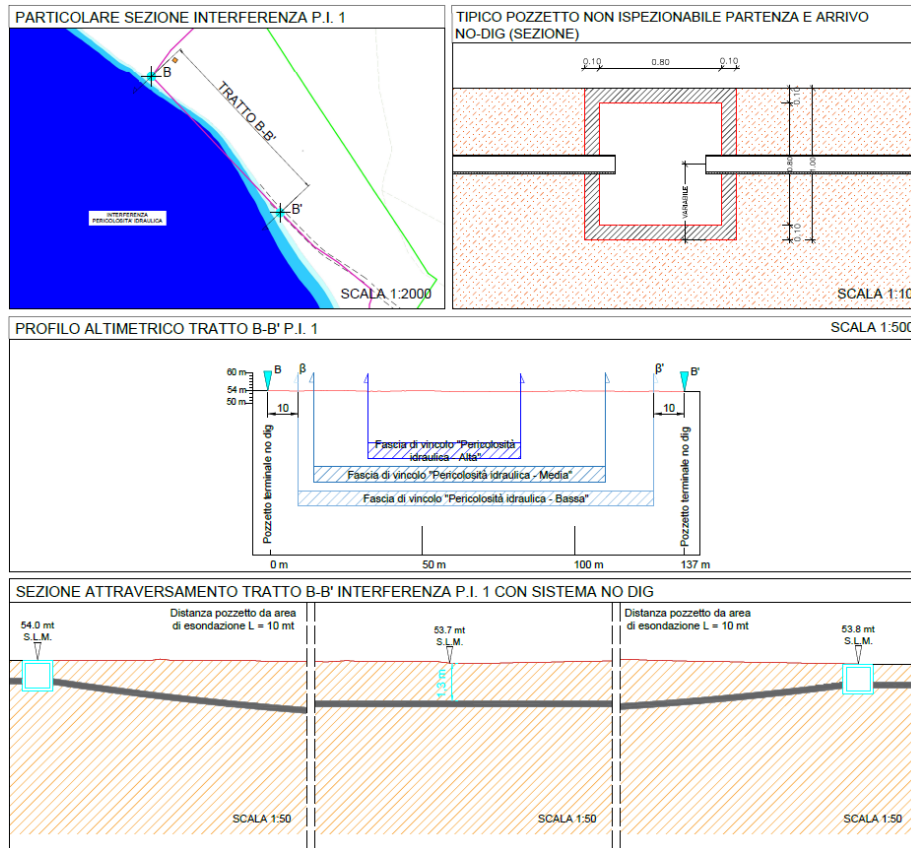 PARTICOLARE SEZIONE INTERFERENZA P.I. 1
B
TRATTO B-B'
B'
INTERFERENZA
PERICOLOSITA' IDRAULICA
SCALA 1:2000
TIPICO POZZETTO NON ISPEZIONABILE PARTENZA E ARRIVO
NO-DIG (SEZIONE)
0.10
0.80
0.10
0.10
0.80
1.00
0.10
VARIABILE
SCALA 1:10
PROFILO ALTIMETRICO TRATTO B-B' P.I. 1
SCALA 1:500
60 m
54 m
50 m
B
β
β'
B'
10
10
Pozzetto terminale no dig
Fascia di vincolo "Pericolosità
idraulica - Alta"
Fascia di vincolo "Pericolosità idraulica - Media"
Fascia di vincolo "Pericolosità idraulica - Bassa"
Pozzetto terminale no dig
0 m
50 m
100 m
137 m
SEZIONE ATTRAVERSAMENTO TRATTO B-B' INTERFERENZA P.I. 1 CON SISTEMA NO DIG
54.0 mt
S.L.M.
Distanza pozzetto da area
di esondazione L = 10 mt
SCALA 1:50
53.7 mt
S.L.M.
1,3 m
SCALA 1:50
Distanza pozzetto da area
di esondazione L = 10 mt
53.8 mt
S.L.M.
SCALA 1:50